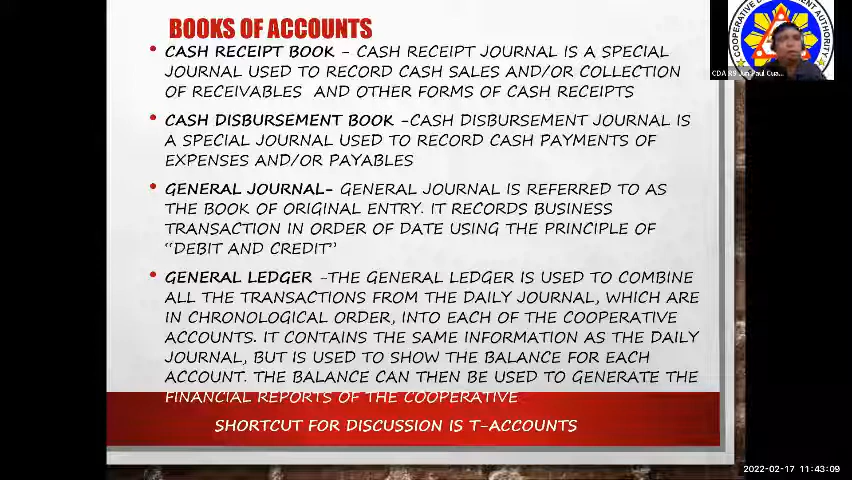 BOOKS OF ACCOUNTS
• CASH RECEIPT BOOK - CASH RECEIPT JOURNAL IS A SPECIAL
JOURNAL USED TO RECORD CASH SALES AND/OR COLLECTION
OF RECEIVABLES AND OTHER FORMS OF CASH RECEIPTS
• CASH DISBURSEMENT BOOK -CASH DISBURSEMENT JOURNAL IS
A SPECIAL JOURNAL USED TO RECORD CASH PAYMENTS OF
EXPENSES AND/OR PAYABLES
• GENERAL JOURNAL- GENERAL JOURNAL IS REFERRED TO AS
THE BOOK OF ORIGINAL ENTRY. IT RECORDS BUSINESS
TRANSACTION IN ORDER OF DATE USING THE PRINCIPLE OF
“DEBIT AND CREDIT”
• GENERAL LEDGER -THE GENERAL LEDGER IS USED TO COMBINE
ALL THE TRANSACTIONS FROM THE DAILY JOURNAL, WHICH ARE
IN CHRONOLOGICAL ORDER, INTO EACH OF THE COOPERATIVE
ACCOUNTS. IT CONTAINS THE SAME INFORMATION AS THE DAILY
JOURNAL, BUT IS USED TO SHOW THE BALANCE FOR EACH
ACCOUNT. THE BALANCE CAN THEN BE USED TO GENERATE THE
FINANCIAL REPORTS OF THE COOPERATIVE
SHORTCUT FOR DISCUSSION IS T-ACCOUNTS
COOPERATIVE AUTHORITY
CDA R9 Jun Paul Cua...
2022-02-17 11:43:09